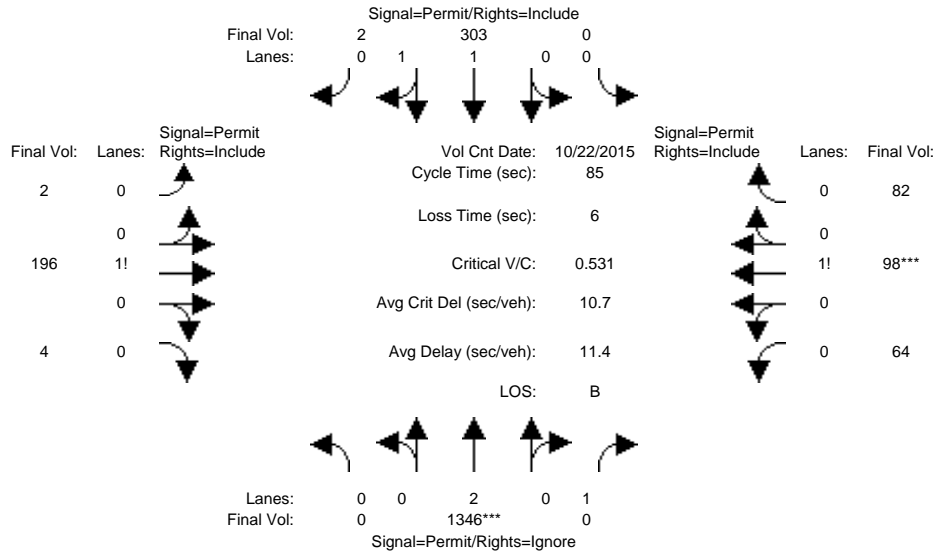 Signal=Permit/Rights=Include
Final Vol: 2 303 0
Lanes: 0 1 1 0 0
Signal=Permit Signal=Permit
Final Vol: Lanes: Rights=Include Vol Cnt Date: 10/22/2015 Rights=Include Lanes: Final Vol:
Cycle Time (sec): 85
2 0 0 82
Loss Time (sec): 6
0 0
196 1! Critical V/C: 0.531 1! 98***
0 Avg Crit Del (sec/veh): 10.7 0
4 0 Avg Delay (sec/veh): 11.4 0 64
LOS: B
Lanes: 0 0 2 0 1
Final Vol: 0 1346*** 0
Signal=Permit/Rights=Ignore